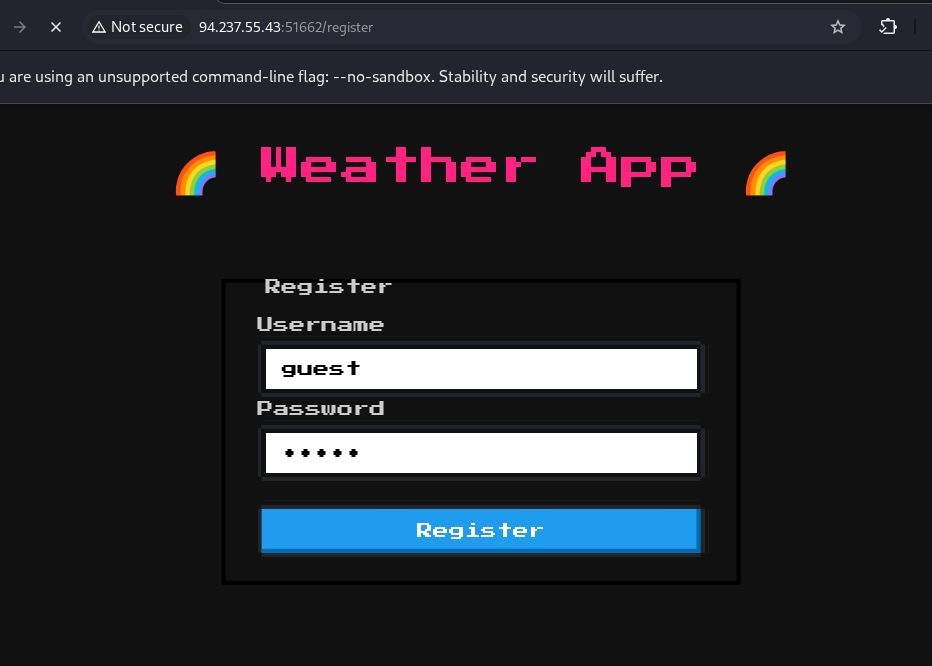 Not secure 94.237.55.43:51662/register
u are using an unsupported command-line flag: --no-sandbox. Stability and security will suffer.
Weather App
Register
Username
guest
Password
•••••
Register